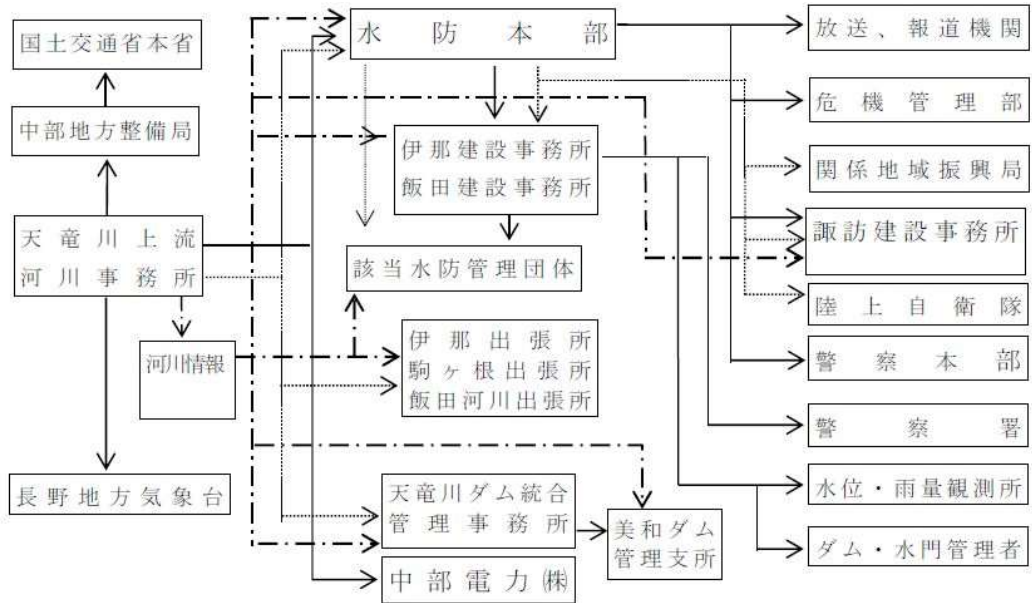 国土交通省本省
中部地方整備局
天竜川上流
河川事務所
河川情報
長野地方気象台
水防本部
伊那建設事務所
飯田建設事務所
該当水防管理団体
伊那出張所
駒ヶ根出張所
飯田河川出張所
天竜川ダム統合
管理事務所
美和ダム
管理支所
中部電力㈱
放送、報道機関
危機管理部
関係地域振興局
諏訪建設事務所
陸上自衛隊
警察本部
警察署
水位・雨量観測所
ダム・水門管理者